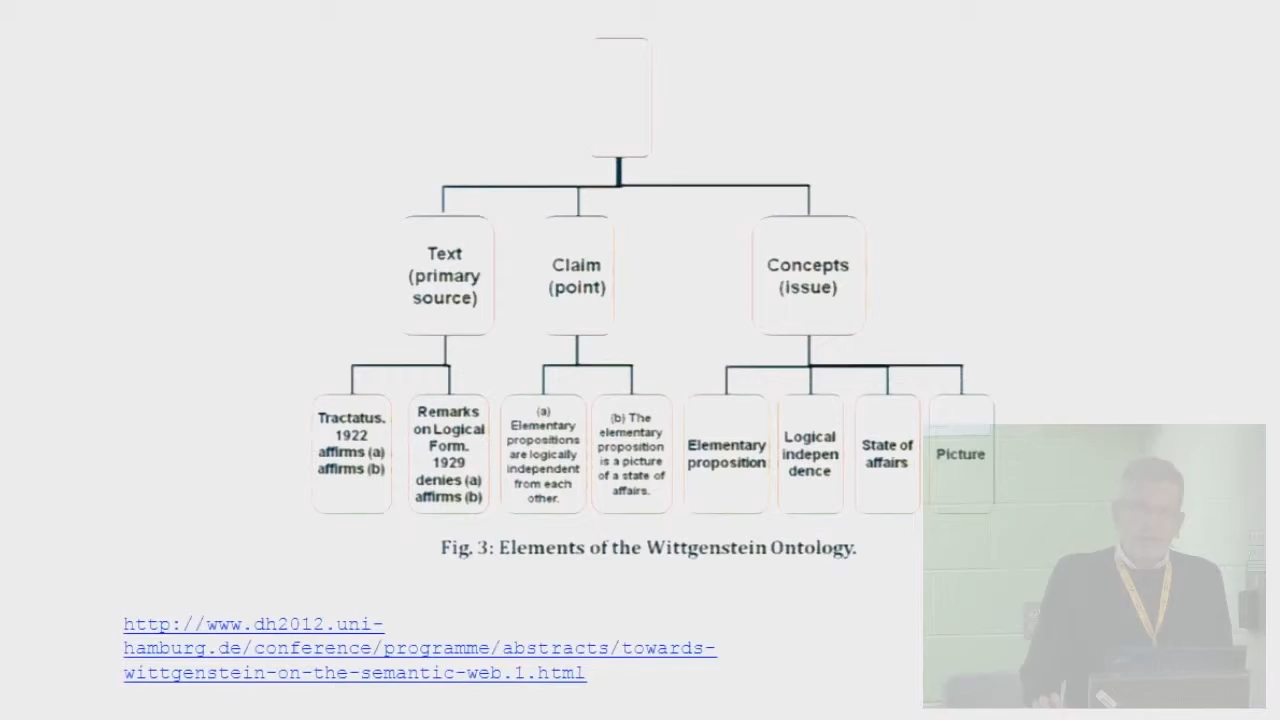 Text
(primary
source)
Claim
(point)
Concepts
(issue)
Tractatus.
1922
affirms (a)
affirms (b)
Remarks
on Logical
Form.
1929
denies (a)
affirms (b)
(a)
Elementary
propositions
are logically
independent
from each
other.
(b) The
elementary
proposition
is a picture
of a state of
affairs.
Elementary
proposition
Logical
indepen
dence
State of
affairs
Picture
Fig. 3: Elements of the Wittgenstein Ontology.
http://www.dh2012.uni-
hamburg.de/conference/programme/abstracts/towards-
wittgenstein-on-the-semantic-web.1.html